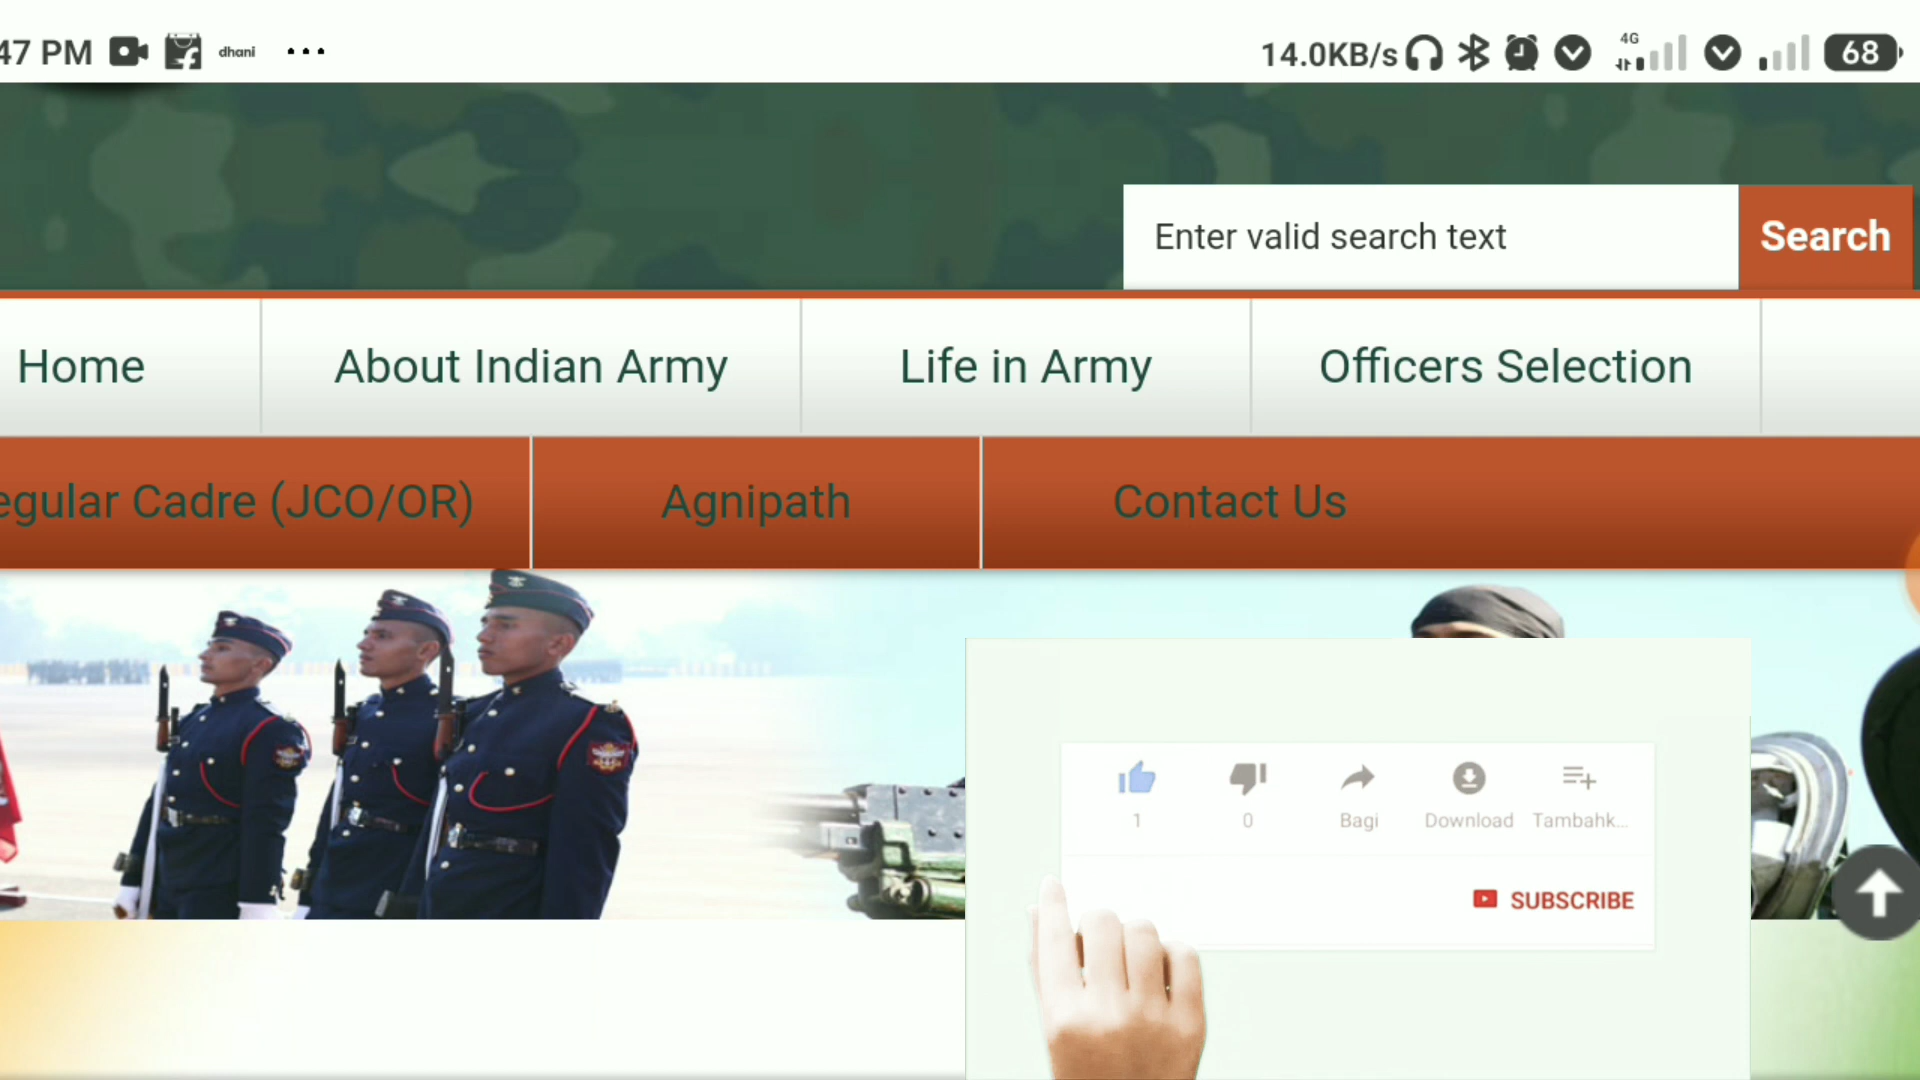 47 PM dhani ... 14.0KB/s 4G 68
Enter valid search text Search
Home About Indian Army Life in Army Officers Selection
egular Cadre (JCO/OR) Agnipath Contact Us
1 0 Bagi Download Tambahk...
SUBSCRIBE